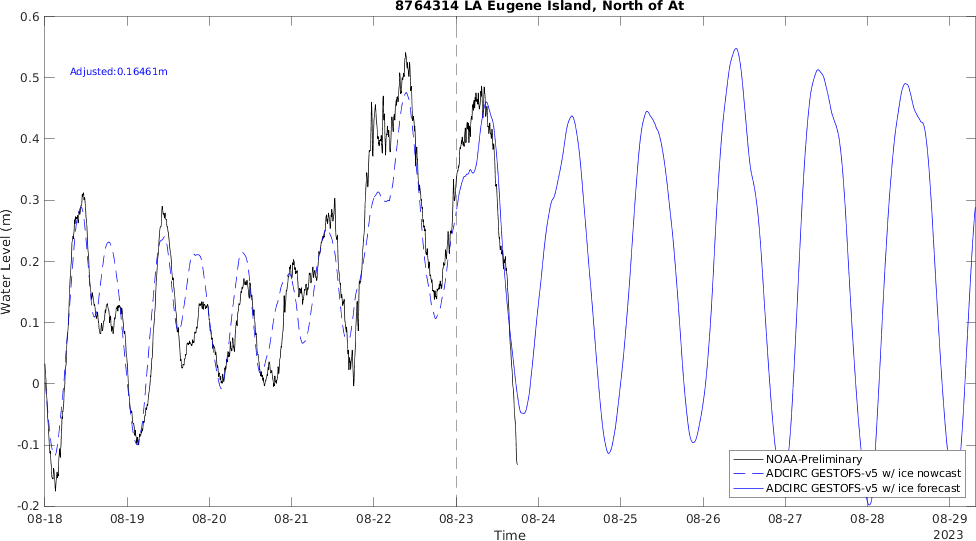 8764314 LA Eugene Island, North of At
Adjusted:0.16461m
Water Level (m)
0.6
0.5
0.4
0.3
0.2
0.1
0
-0.1
-0.2
NOAA-Preliminary
ADCIRC GESTOFS-v5 w/ ice nowcast
ADCIRC GESTOFS-v5 w/ ice forecast
08-18 08-19 08-20 08-21 08-22 08-23 08-24 08-25 08-26 08-27 08-28 08-29
Time 2023